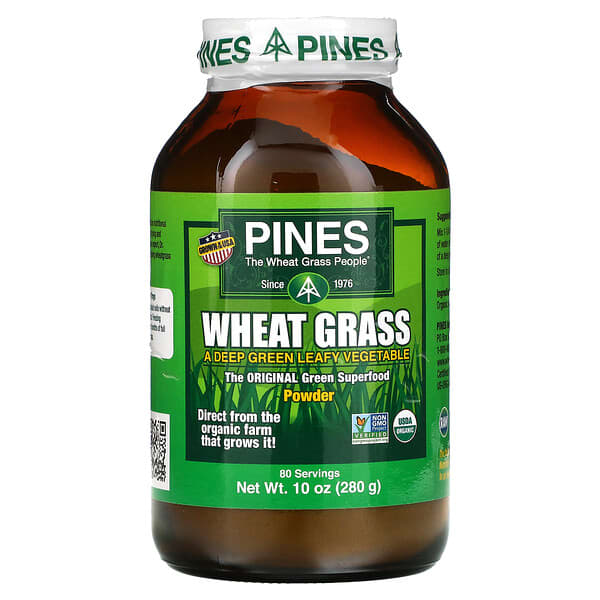 PINES PINES
PINES
The Wheat Grass People®
Since 1976
GROWN in USA
WHEAT GRASS
A DEEP GREEN LEAFY VEGETABLE
The ORIGINAL Green Superfood
Powder
Direct from the
organic farm
that grows it!
NON
GMO
Project
VERIFIED
USDA
ORGANIC
80 Servings
Net Wt. 10 oz (280 g)